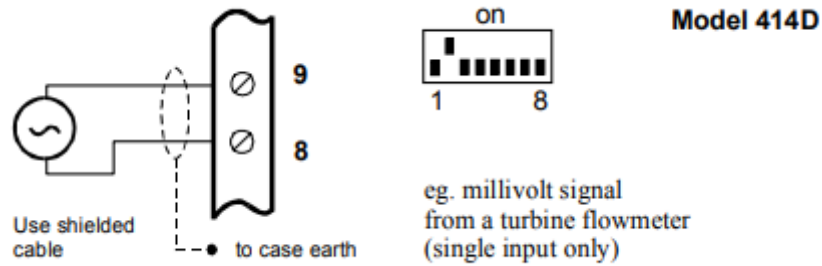 on
Model 414D
9
1 8
8
eg. millivolt signal
from a turbine flowmeter
(single input only)
Use shielded
cable
to case earth